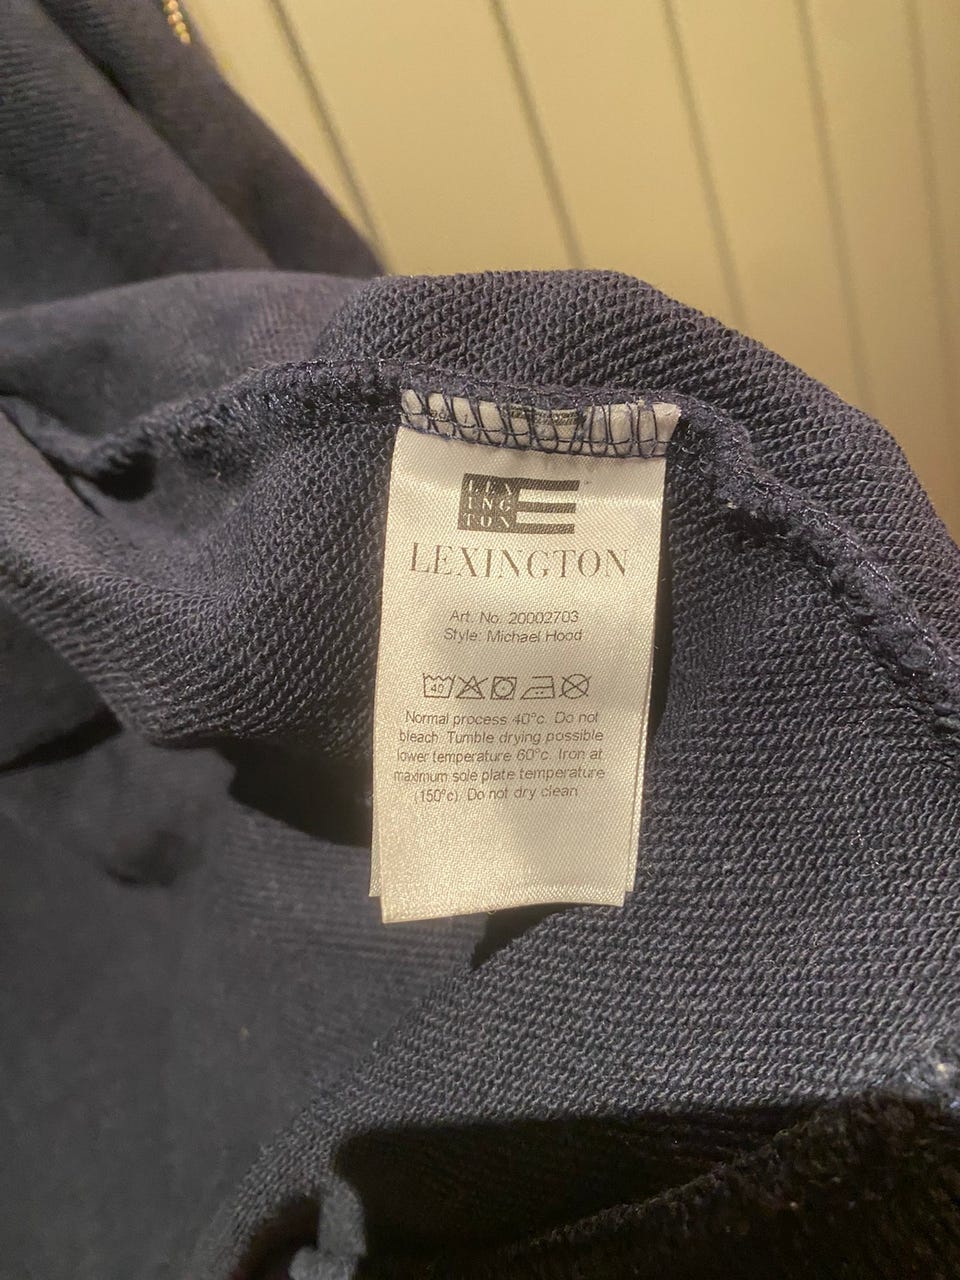 LEX
ING
TON
LEXINGTON
Art. No. 20002703
Style: Michael Hood
40
Normal process 40°c. Do not
bleach. Tumble drying possible
lower temperature 60°c. Iron at
maximum sole plate temperature
(150°c). Do not dry clean